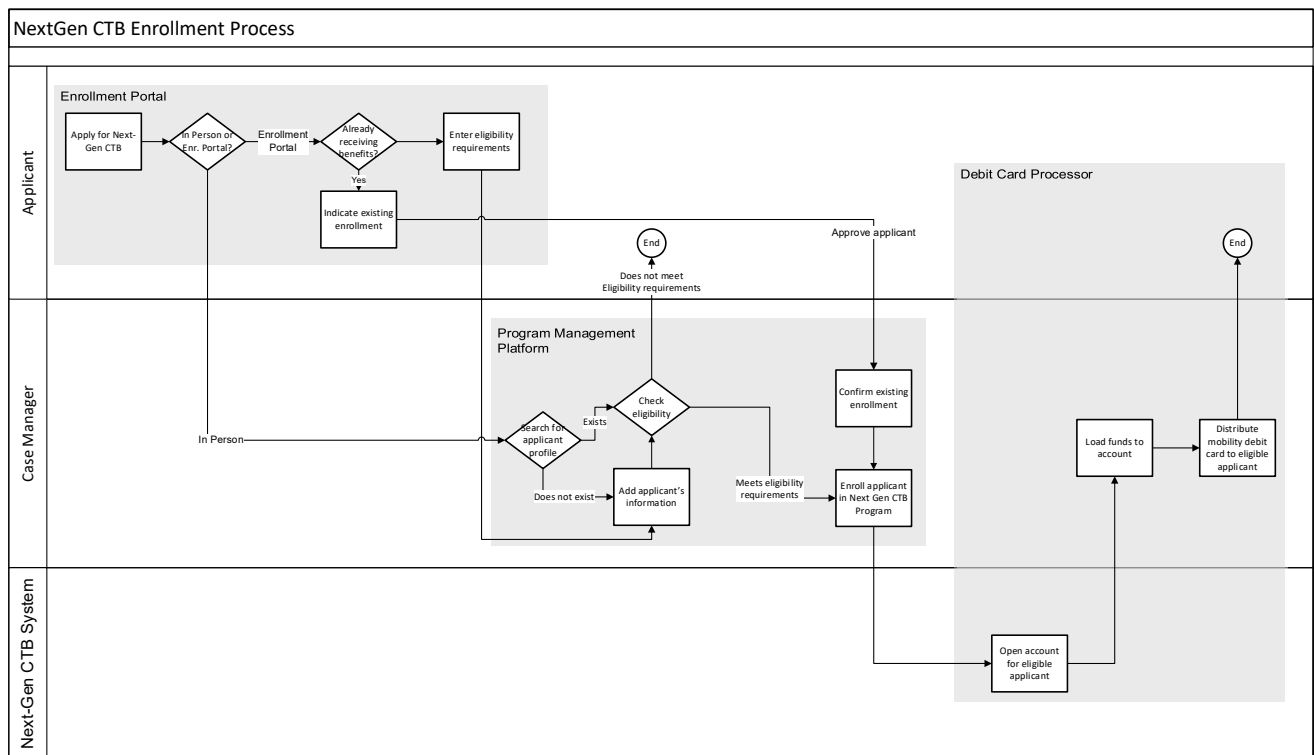 NextGen CTB Enrollment Process
Applicant
Enrollment Portal
Apply for Next-
Gen CTB
In Person or
Enr. Portal?
Enrollment
Portal
Already
receiving
benefits?
Enter eligibility
requirements
Yes
Indicate existing
enrollment
Approve applicant
End
Does not meet
Eligibility requirements
Debit Card Processor
End
Case Manager
In Person
Program Management
Platform
Search for
applicant
profile
Exists
Does not exist
Check
eligibility
Add applicant's
information
Meets eligibility
requirements
Confirm existing
enrollment
Enroll applicant
in Next Gen CTB
Program
Load funds to
account
Distribute
mobility debit
card to eligible
applicant
Next-Gen CTB System
Open account
for eligible
applicant